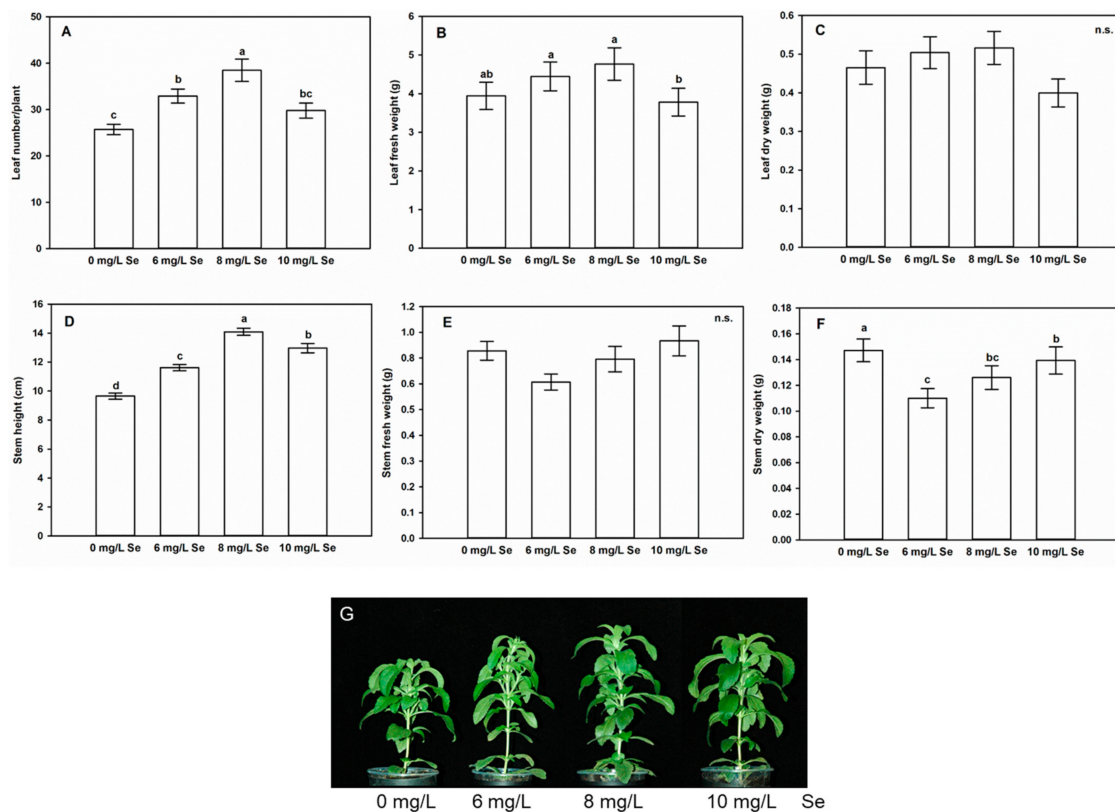 A
Leaf number/plant
50
40
30
20
10
0
c
b
a
bc
0 mg/L Se 6 mg/L Se 8 mg/L Se 10 mg/L Se
B
Leaf fresh weight (g)
6
5
4
3
2
1
0
ab
a
a
b
0 mg/L Se 6 mg/L Se 8 mg/L Se 10 mg/L Se
C
n.s.
Leaf dry weight (g)
0.6
0.5
0.4
0.3
0.2
0.1
0.0
0 mg/L Se 6 mg/L Se 8 mg/L Se 10 mg/L Se
D
Stem height (cm)
16
14
12
10
8
6
4
2
0
d
c
a
b
0 mg/L Se 6 mg/L Se 8 mg/L Se 10 mg/L Se
E
n.s.
Stem fresh weight (g)
1.0
0.8
0.6
0.4
0.2
0.0
0 mg/L Se 6 mg/L Se 8 mg/L Se 10 mg/L Se
F
Stem dry weight (g)
0.18
0.16
0.14
0.12
0.10
0.08
0.06
0.04
0.02
0.00
a
c
bc
b
0 mg/L Se 6 mg/L Se 8 mg/L Se 10 mg/L Se
G
0 mg/L 6 mg/L 8 mg/L 10 mg/L Se